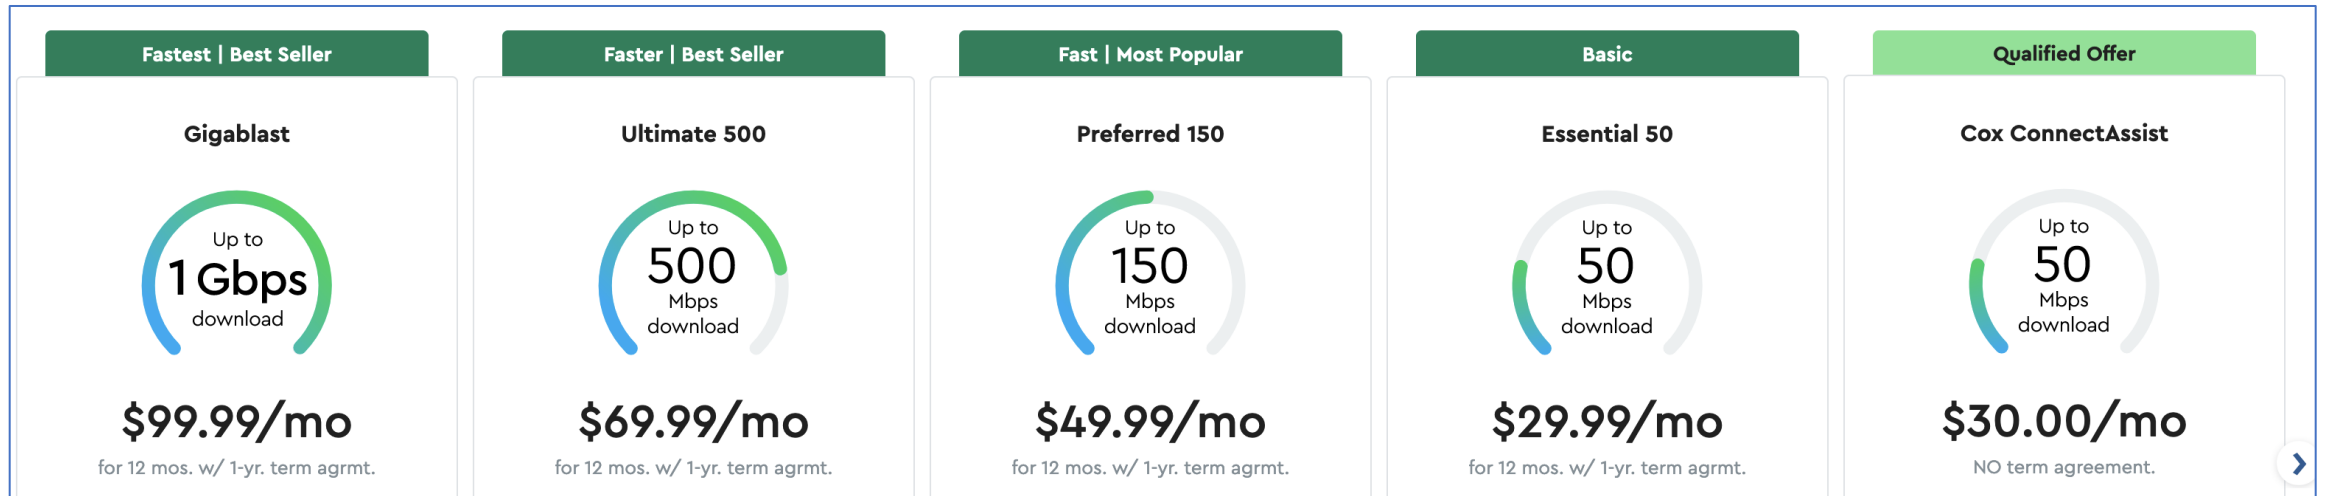 Fastest | Best Seller
Gigablast
Up to
1 Gbps
download
$99.99/mo
for 12 mos. w/ 1-yr. term agrmt.
Faster | Best Seller
Ultimate 500
Up to
500
Mbps
download
$69.99/mo
for 12 mos. w/ 1-yr. term agrmt.
Fast | Most Popular
Preferred 150
Up to
150
Mbps
download
$49.99/mo
for 12 mos. w/ 1-yr. term agrmt.
Basic
Essential 50
Up to
50
Mbps
download
$29.99/mo
for 12 mos. w/ 1-yr. term agrmt.
Qualified Offer
Cox ConnectAssist
Up to
50
Mbps
download
$30.00/mo
NO term agreement.